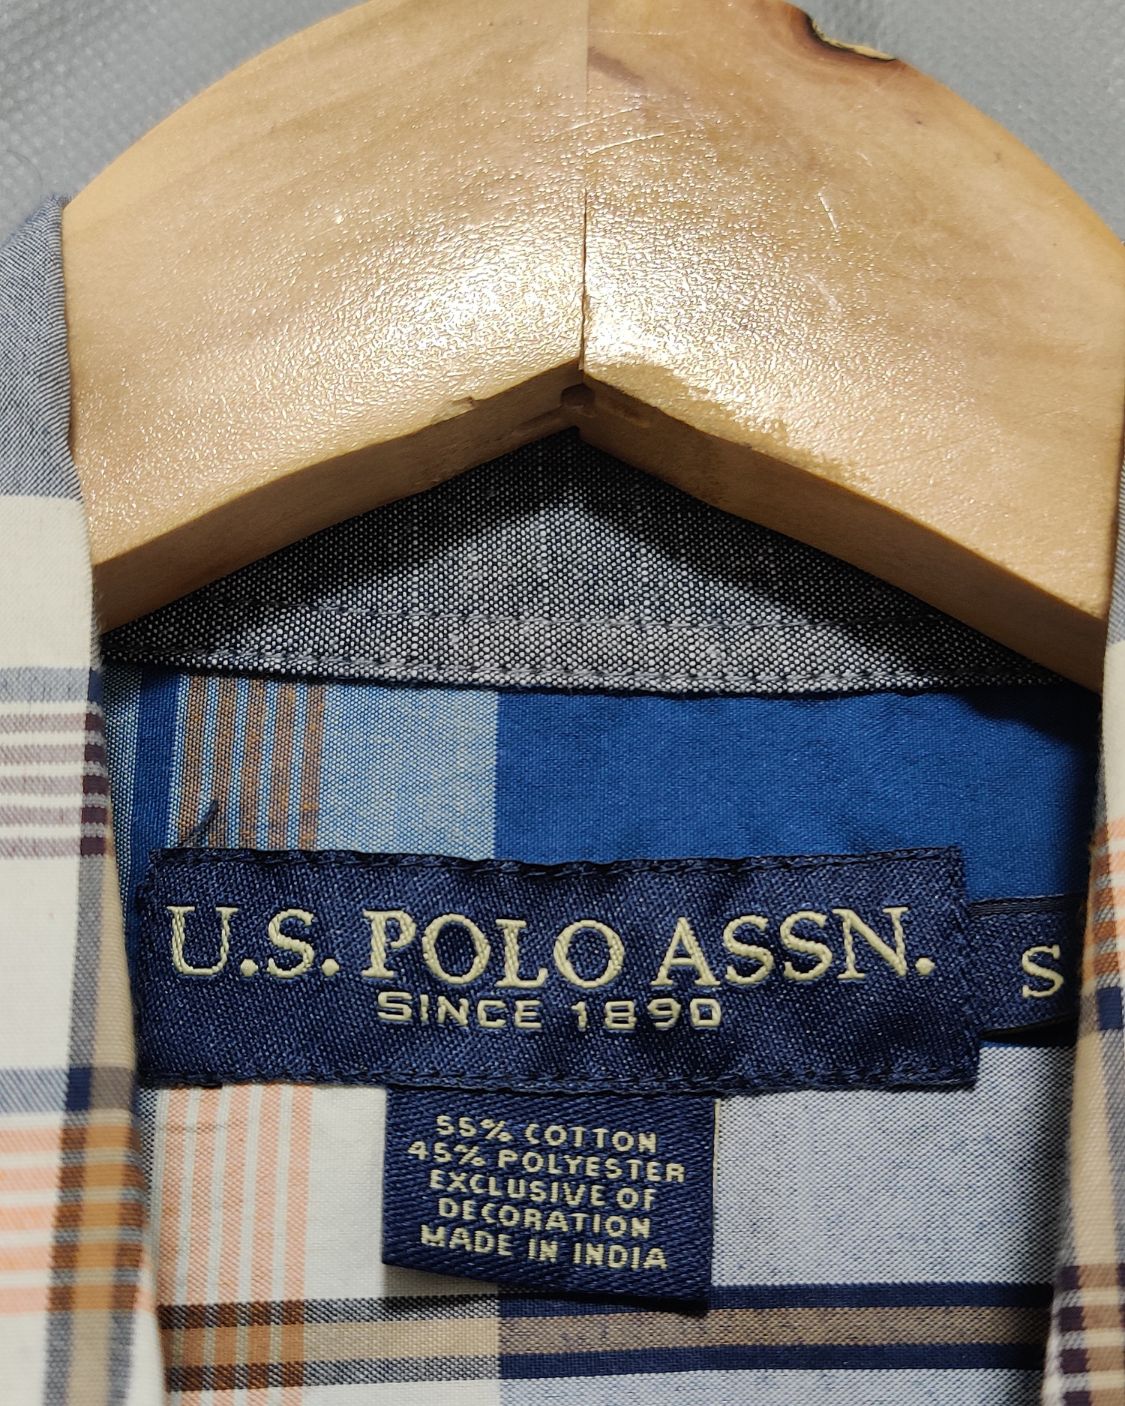 U.S. POLO ASSN.
SINCE 1890
S
55% COTTON
45% POLYESTER
EXCLUSIVE OF
DECORATION
MADE IN INDIA